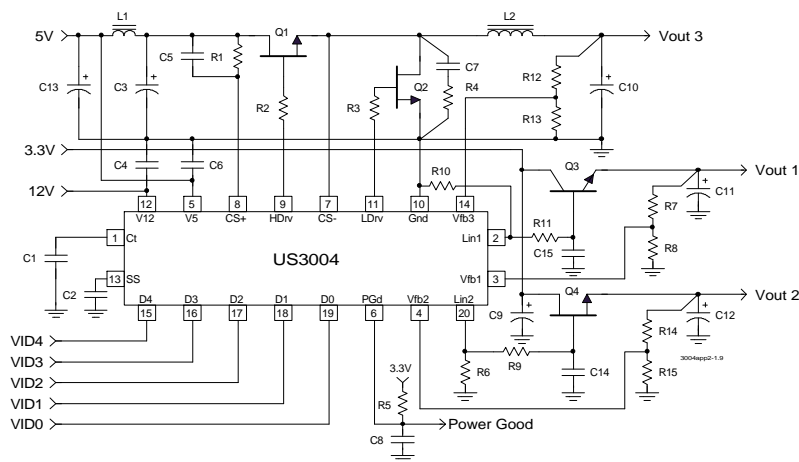 L1
Q1
L2
5V
Vout 3
C5
R1
C7
R12
C13
C3
R2
R3
Q2
R4
C10
R13
3.3V
C4
C6
R10
Q3
Vout 1
12V
12 5 8 9 7 11 10 14
V12 V5 CS+ HDrv CS- LDrv Gnd Vfb3
R7
C11
1 Ct
Lin1 2
R11
C15
R8
C1
US3004
13 SS
Vfb1 3
C2
Q4
Vout 2
D4 D3 D2 D1 D0 PGd Vfb2 Lin2
15 16 17 18 19 6 4 20
C9
R14
C12
VID4
3004app2-1.9
VID3
R6
R9
C14
R15
VID2
3.3V
VID1
R5
VID0
Power Good
C8